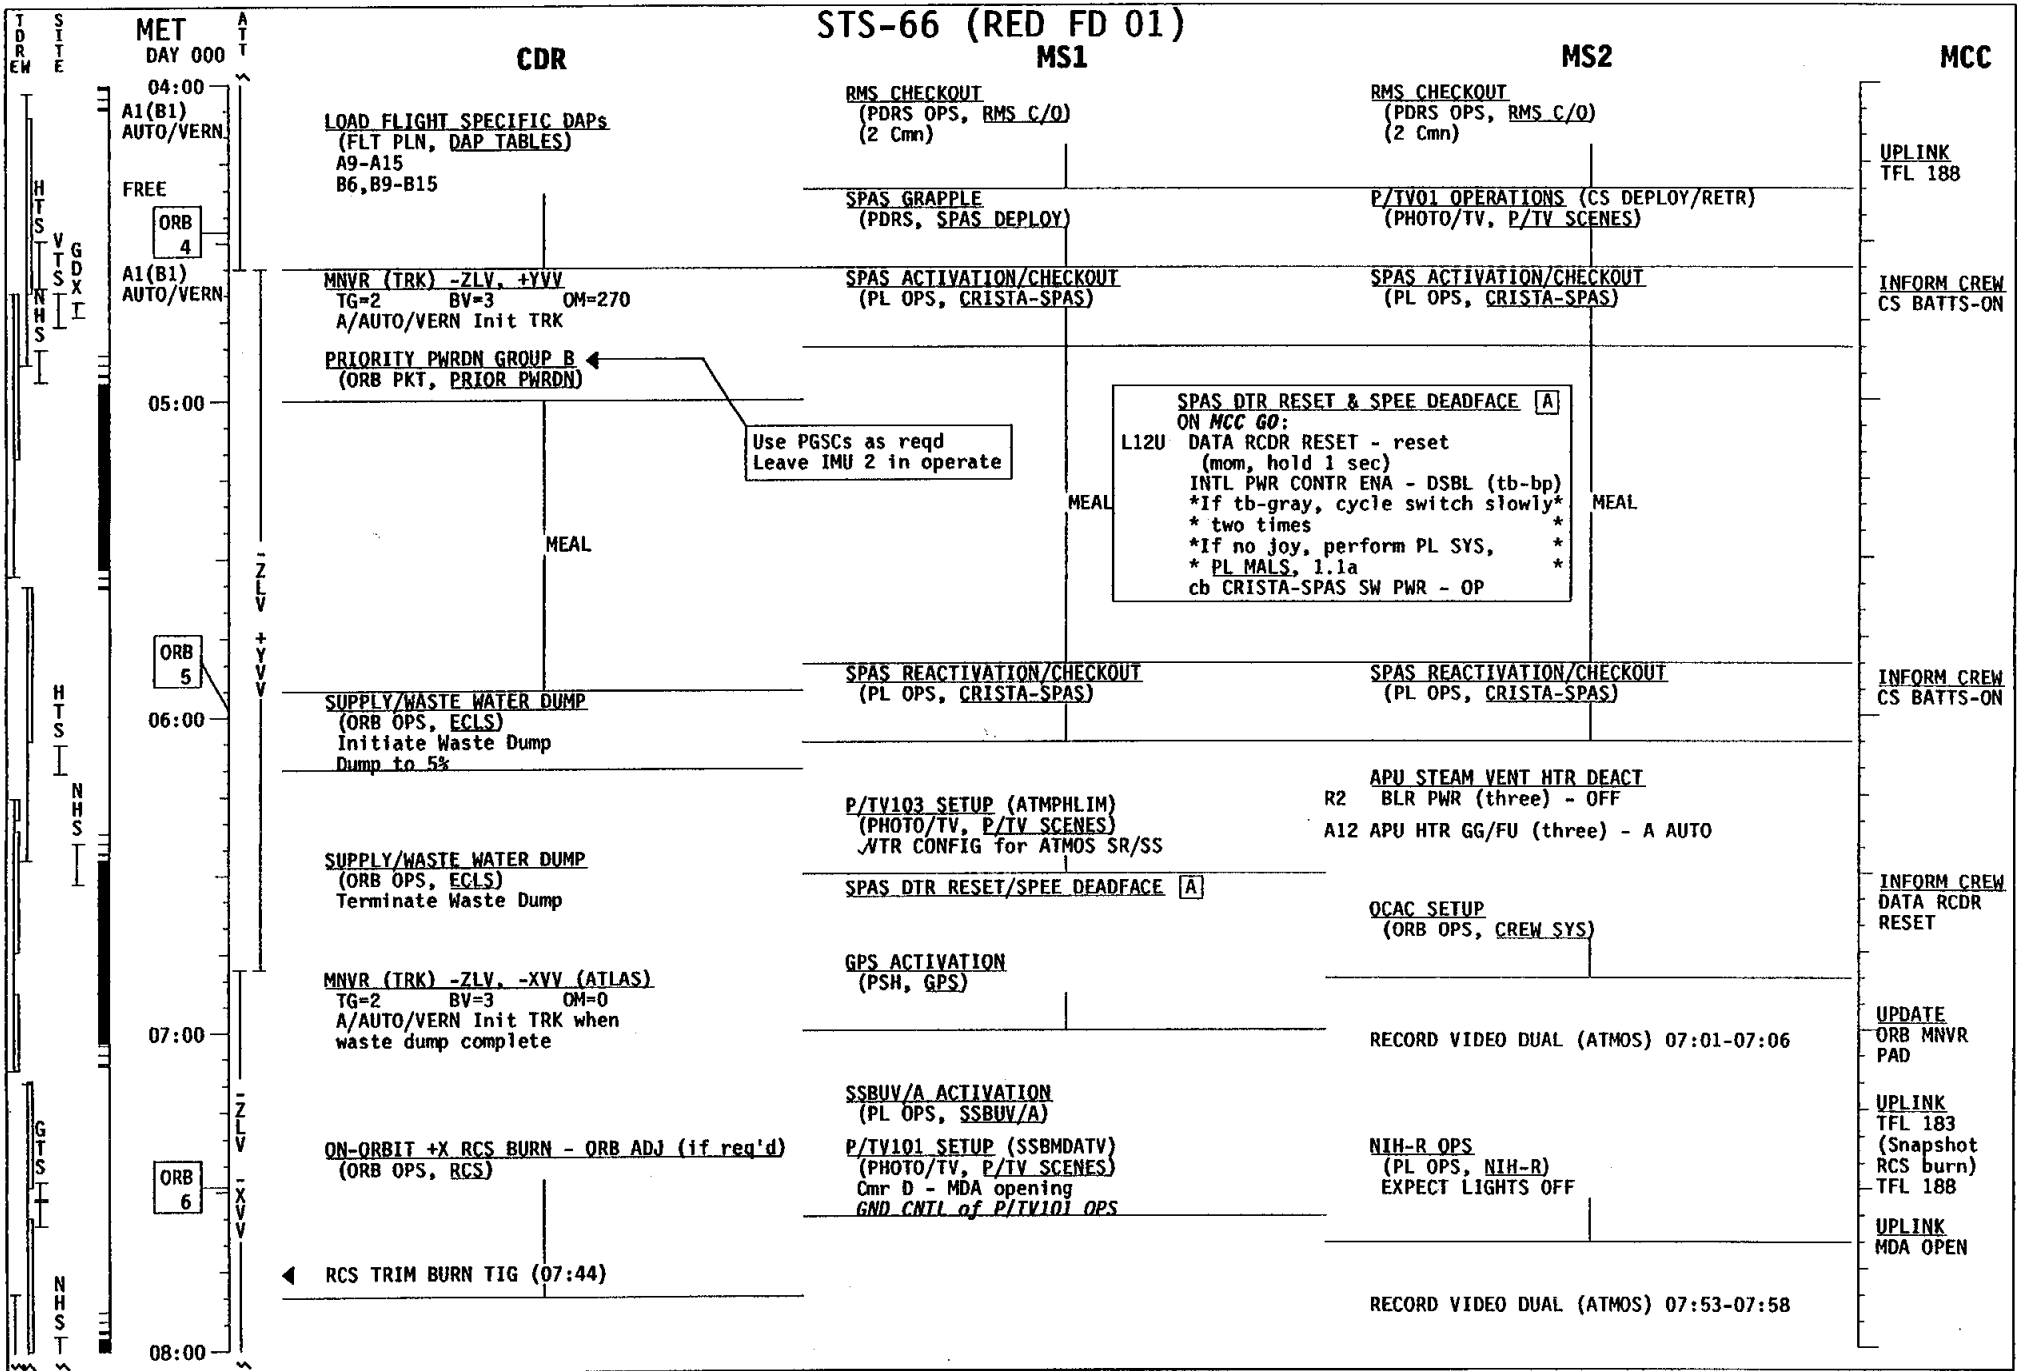 STS-66 (RED FD 01)
TDRE EW
SITE
MET
DAY 000
ATT
CDR
MS1
MS2
MCC
04:00
A1(B1)
AUTO/VERN
FREE
ORB
4
A1(B1)
AUTO/VERN
05:00
ORB
5
06:00
07:00
ORB
6
08:00
HTS
VTS
GDX
NHS
HTS
NHS
GTS
NHS
-ZLV +YVV
-ZLV -XVV
LOAD FLIGHT SPECIFIC DAPs
(FLT PLN, DAP TABLES)
A9-A15
B6,B9-B15
MNVR (TRK) -ZLV, +YVV
TG=2 BV=3 OM=270
A/AUTO/VERN Init TRK
PRIORITY PWRDN GROUP B
(ORB PKT, PRIOR PWRDN)
Use PGSCs as reqd
Leave IMU 2 in operate
MEAL
SUPPLY/WASTE WATER DUMP
(ORB OPS, ECLS)
Initiate Waste Dump
Dump to 5%
SUPPLY/WASTE WATER DUMP
(ORB OPS, ECLS)
Terminate Waste Dump
MNVR (TRK) -ZLV, -XVV (ATLAS)
TG=2 BV=3 OM=0
A/AUTO/VERN Init TRK when
waste dump complete
ON-ORBIT +X RCS BURN - ORB ADJ (if req'd)
(ORB OPS, RCS)
RCS TRIM BURN TIG (07:44)
RMS CHECKOUT
(PDRS OPS, RMS C/O)
(2 Cmn)
SPAS GRAPPLE
(PDRS, SPAS DEPLOY)
SPAS ACTIVATION/CHECKOUT
(PL OPS, CRISTA-SPAS)
MEAL
SPAS DTR RESET & SPEE DEADFACE A
ON MCC GO:
L12U DATA RCDR RESET - reset
(mom, hold 1 sec)
INTL PWR CONTR ENA - DSBL (tb-bp)
*If tb-gray, cycle switch slowly*
* two times *
*If no joy, perform PL SYS, *
* PL MALS, 1.1a *
cb CRISTA-SPAS SW PWR - OP
SPAS REACTIVATION/CHECKOUT
(PL OPS, CRISTA-SPAS)
P/TV103 SETUP (ATMPHLIM)
(PHOTO/TV, P/TV SCENES)
√VTR CONFIG for ATMOS SR/SS
SPAS DTR RESET/SPEE DEADFACE A
GPS ACTIVATION
(PSH, GPS)
SSBUV/A ACTIVATION
(PL OPS, SSBUV/A)
P/TV101 SETUP (SSBMDATV)
(PHOTO/TV, P/TV SCENES)
Cmr D - MDA opening
GND CNTL of P/TV101 OPS
RMS CHECKOUT
(PDRS OPS, RMS C/O)
(2 Cmn)
P/TV01 OPERATIONS (CS DEPLOY/RETR)
(PHOTO/TV, P/TV SCENES)
SPAS ACTIVATION/CHECKOUT
(PL OPS, CRISTA-SPAS)
MEAL
SPAS REACTIVATION/CHECKOUT
(PL OPS, CRISTA-SPAS)
APU STEAM VENT HTR DEACT
R2 BLR PWR (three) - OFF
A12 APU HTR GG/FU (three) - A AUTO
OCAC SETUP
(ORB OPS, CREW SYS)
RECORD VIDEO DUAL (ATMOS) 07:01-07:06
NIH-R OPS
(PL OPS, NIH-R)
EXPECT LIGHTS OFF
RECORD VIDEO DUAL (ATMOS) 07:53-07:58
UPLINK
TFL 188
INFORM CREW
CS BATTS-ON
INFORM CREW
CS BATTS-ON
INFORM CREW
DATA RCDR
RESET
UPDATE
ORB MNVR
PAD
UPLINK
TFL 183
(Snapshot
RCS burn)
TFL 188
UPLINK
MDA OPEN